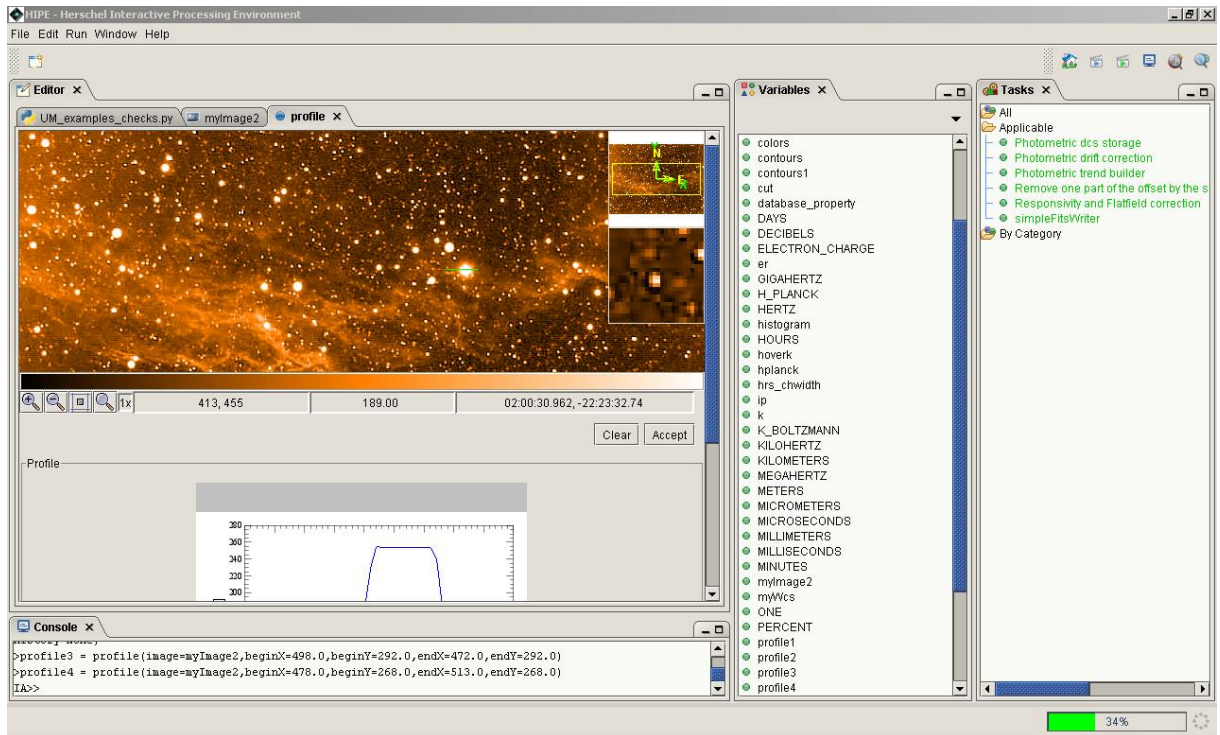 HIPE - Herschel Interactive Processing Environment
File Edit Run Window Help
Editor
UM_examples_checks.py
myImage2
profile
N
E
1x
413, 455
189.00
02:00:30.962, -22:23:32.74
Clear
Accept
Profile
280
260
240
220
200
Console
>profile3 = profile(image=myImage2,beginX=498.0,beginY=292.0,endX=472.0,endY=292.0)
>profile4 = profile(image=myImage2,beginX=478.0,beginY=268.0,endX=513.0,endY=268.0)
IA>>
Variables
colors
contours
contours1
cut
database_property
DAYS
DECIBELS
ELECTRON_CHARGE
er
GIGAHERTZ
H_PLANCK
HERTZ
histogram
HOURS
hoverk
hplanck
hrs_chwidth
ip
k
K_BOLTZMANN
KILOHERTZ
KILOMETERS
MEGAHERTZ
METERS
MICROMETERS
MICROSECONDS
MILLIMETERS
MILLISECONDS
MINUTES
myImage2
myWcs
ONE
PERCENT
profile1
profile2
profile3
profile4
Tasks
All
Applicable
Photometric dcs storage
Photometric drift correction
Photometric trend builder
Remove one part of the offset by the s
Responsivity and Flatfield correction
simpleFitsWriter
By Category
34%